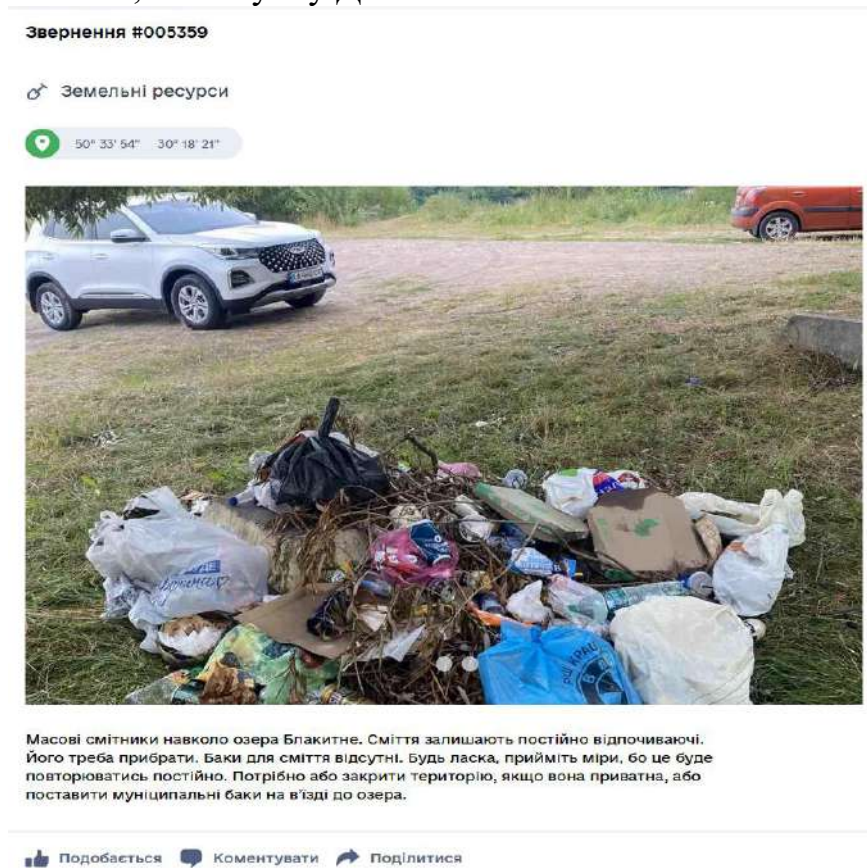 Звернення #005359
Земельні ресурси
50° 33' 54" 30° 18' 21"
Масові смітники навколо озера Блакитне. Сміття залишають постійно відпочиваючі.
Його треба прибрати. Баки для сміття відсутні. Будь ласка, прийміть міри, бо це буде
повторюватись постійно. Потрібно або закрити територію, якщо вона приватна, або
поставити муніципальні баки на в'їзді до озера.
Подобається Коментувати Поділитися